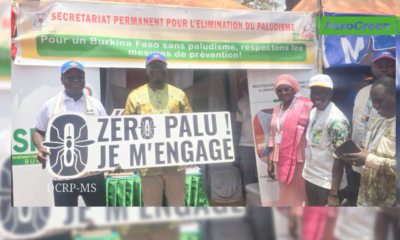 SECRETARIAT PERMANENT POUR L'ELIMINATION DU PALUDISME
Pour un Burkina Faso sans paludisme, respectons les
mesures de prévention!
FasoGreen
ZÉRO PALU !
JE M'ENGAGE
DCRP-MS